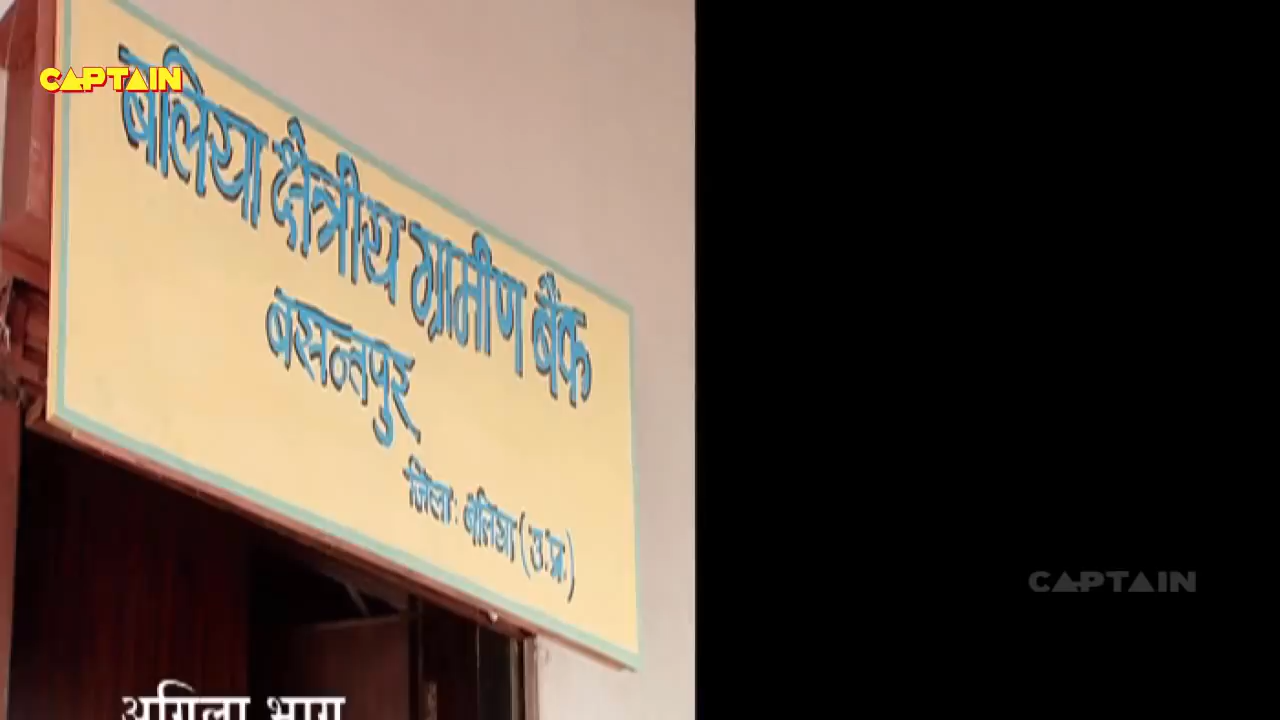 CAPTAIN
बलिया क्षेत्रीय ग्रामीण बैंक
बसन्तपुर
जिला: बलिया (उ.प्र.)
CAPTAIN
अगिला भाग